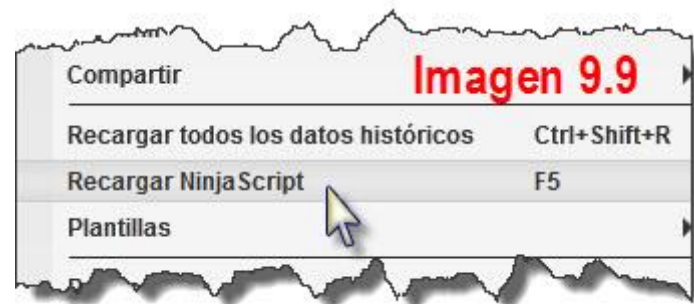 Compartir Imagen 9.9
Recargar todos los datos históricos Ctrl+Shift+R
Recargar NinjaScript F5
Plantillas